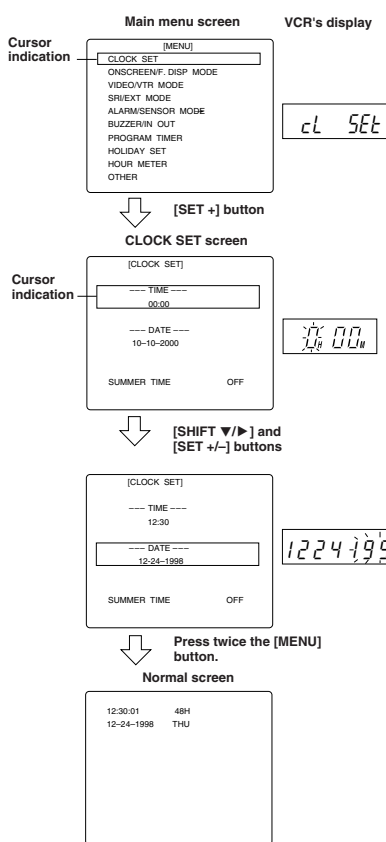 Main menu screen VCR's display
Cursor
indication
[MENU]
CLOCK SET
ONSCREEN/F. DISP MODE
VIDEO/VTR MODE
SRI/EXT MODE
ALARM/SENSOR MODE
BUZZER/IN OUT
PROGRAM TIMER
HOLIDAY SET
HOUR METER
OTHER
cL SEt
[SET +] button
CLOCK SET screen
Cursor
indication
[CLOCK SET]
––– TIME –––
00:00
––– DATE –––
10–10–2000
SUMMER TIME OFF
0H 00M
[SHIFT ▼/▶] and
[SET +/–] buttons
[CLOCK SET]
––– TIME –––
12:30
––– DATE –––
12-24–1998
SUMMER TIME OFF
1224
Press twice the [MENU]
button.
Normal screen
12:30:01 48H
12–24–1998 THU